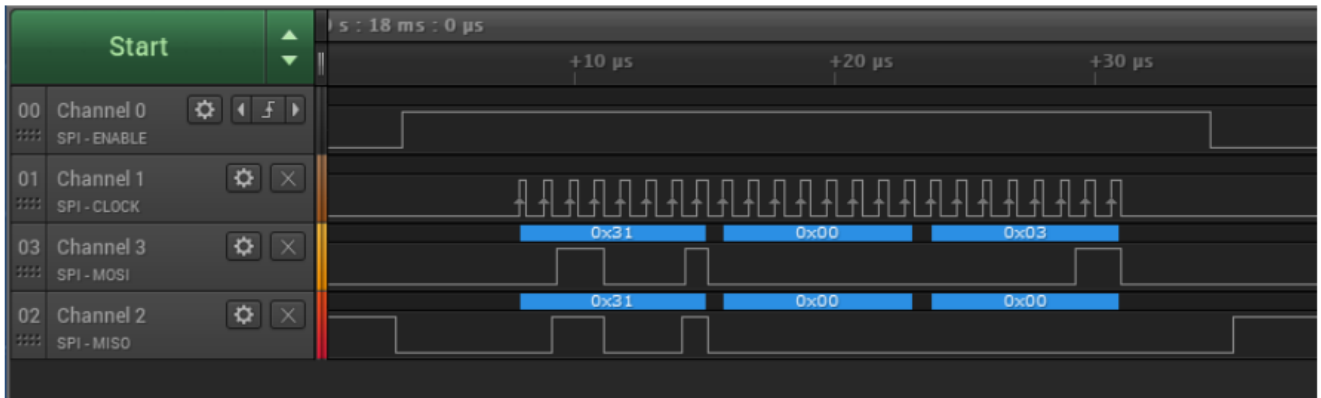 Start
s : 18 ms : 0 µs
+10 µs
+20 µs
+30 µs
00 Channel 0
SPI - ENABLE
01 Channel 1
SPI - CLOCK
03 Channel 3
SPI - MOSI
0x31 0x00 0x03
02 Channel 2
SPI - MISO
0x31 0x00 0x00